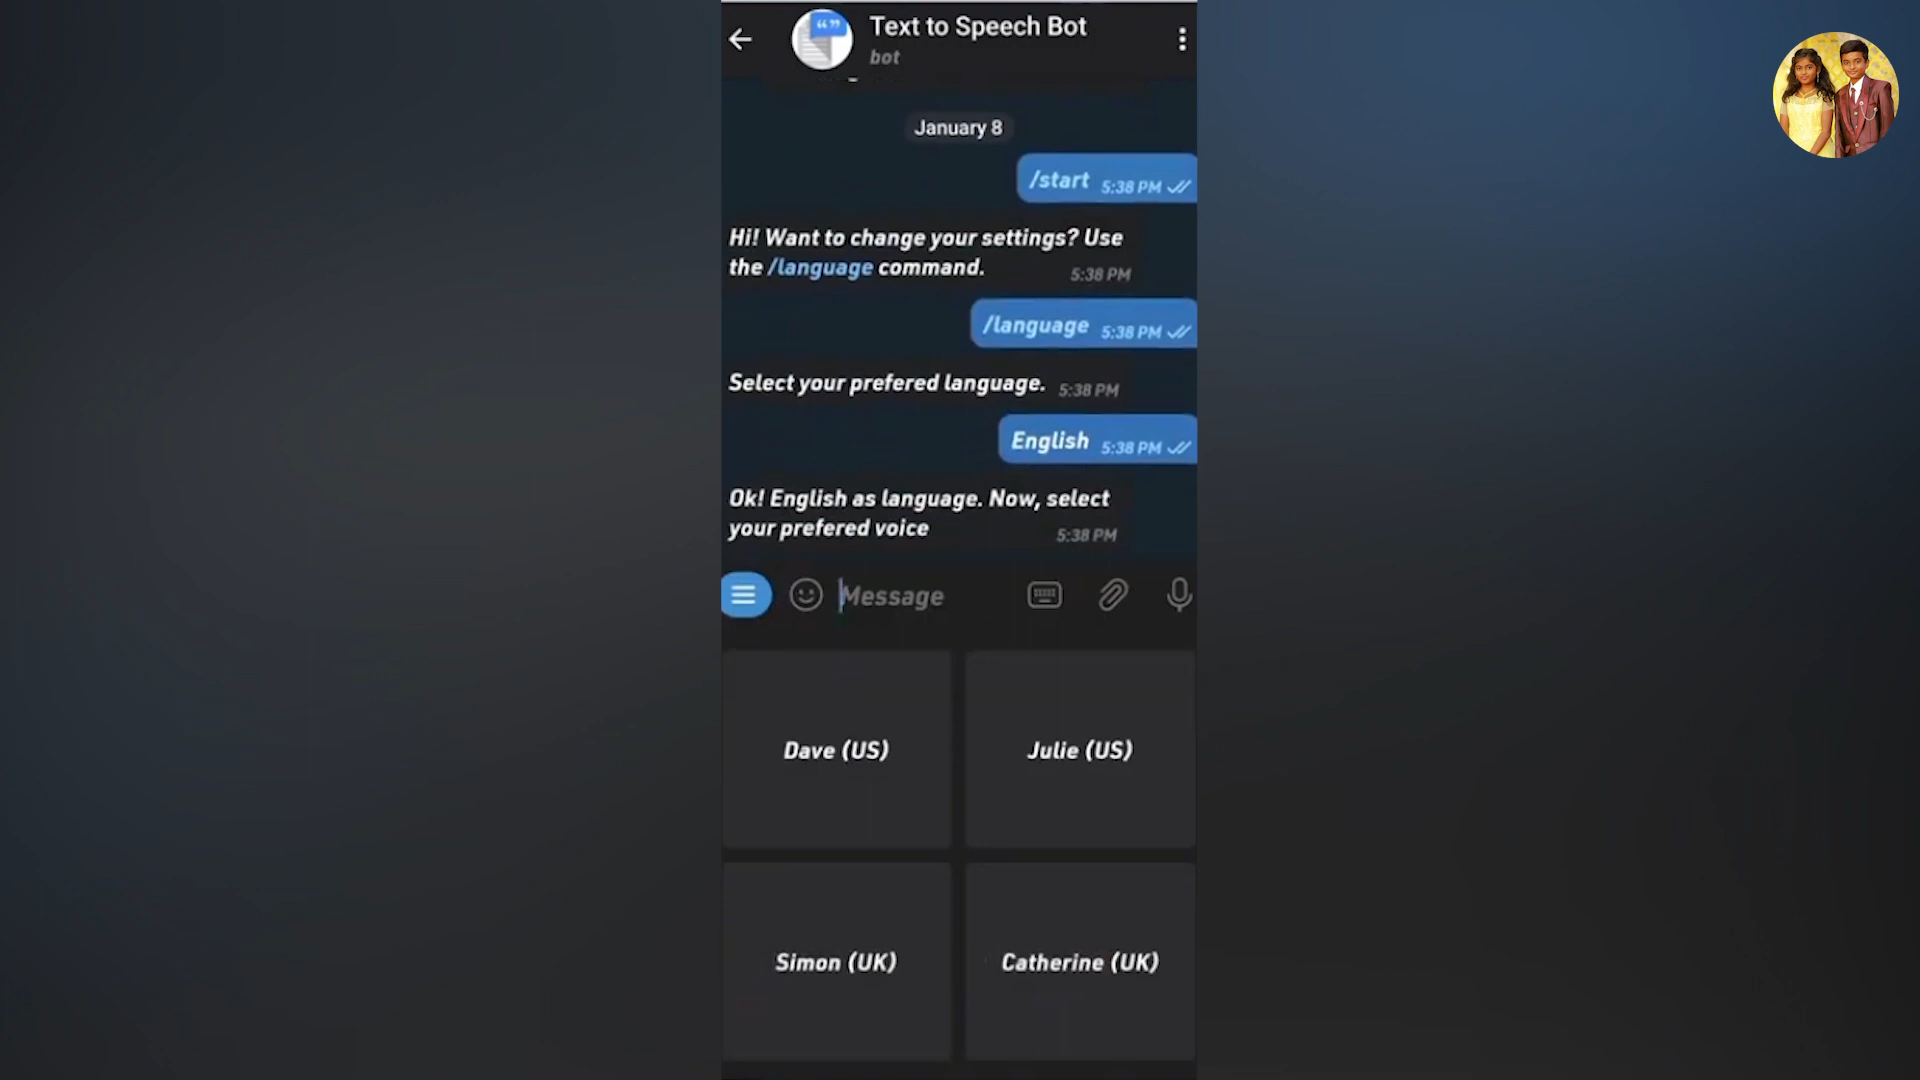 Text to Speech Bot
bot
January 8
/start 5:38 PM
Hi! Want to change your settings? Use
the /language command. 5:38 PM
/language 5:38 PM
Select your prefered language. 5:38 PM
English 5:38 PM
Ok! English as language. Now, select
your prefered voice 5:38 PM
Message
Dave (US) Julie (US)
Simon (UK) Catherine (UK)